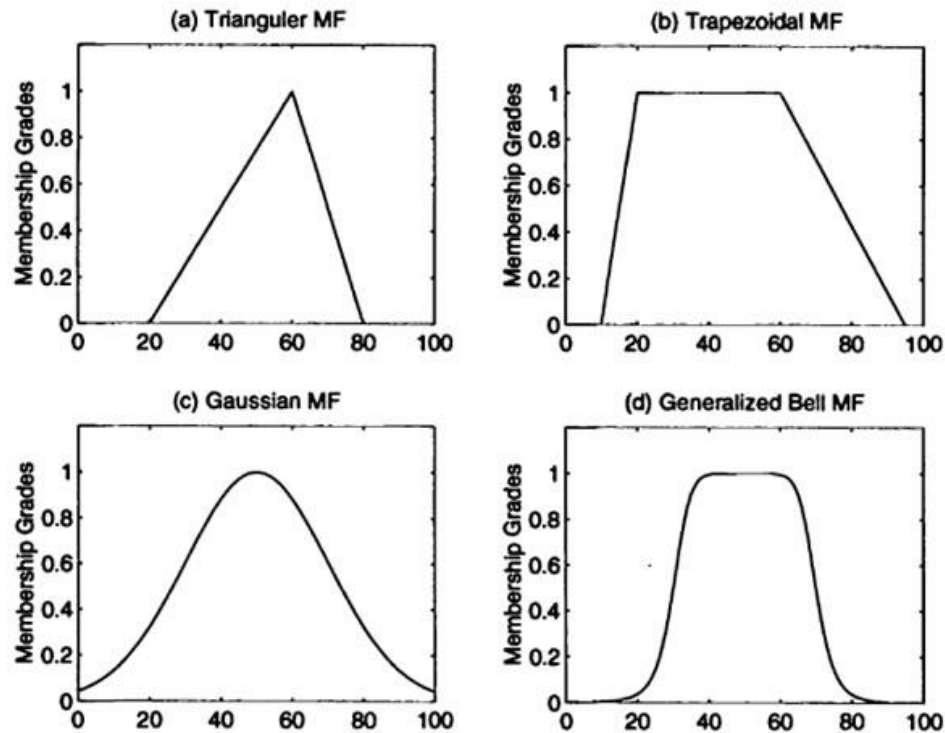 (a) Trianguler MF
Membership Grades
1
0.8
0.6
0.4
0.2
0
0 20 40 60 80 100
(b) Trapezoidal MF
Membership Grades
1
0.8
0.6
0.4
0.2
0
0 20 40 60 80 100
(c) Gaussian MF
Membership Grades
1
0.8
0.6
0.4
0.2
0
0 20 40 60 80 100
(d) Generalized Bell MF
Membership Grades
1
0.8
0.6
0.4
0.2
0
0 20 40 60 80 100